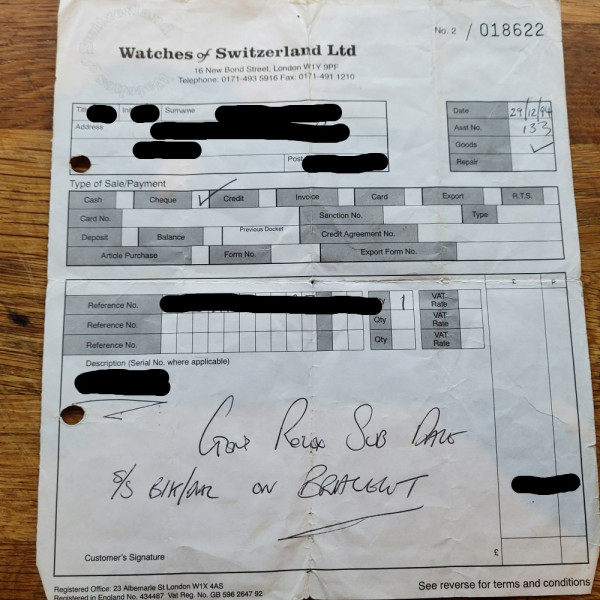 No. 2 / 018622
Watches of Switzerland Ltd
16 New Bond Street, London W1Y 9PF
Telephone: 0171-493 5916 Fax: 0171-491 1210
Surname
Address
Post
Date 29/12/94
Asst No. 133
Goods ✓
Repair
Type of Sale/Payment
Cash Cheque ✓ Credit Invoice Card Export R.T.S.
Card No. Sanction No. Type
Deposit Balance Previous Docket Credit Agreement No.
Article Purchase Form No. Export Form No.
£ P
Reference No. 1 VAT Rate
Reference No. Qty VAT Rate
Reference No. Qty VAT Rate
Description (Serial No. where applicable)
Gents Rolex Sub Date
S/S Blk/Dial on Bracelet
Customer's Signature
£
Registered Office: 23 Albemarle St London W1X 4AS
Registered in England No. 434487 Vat Reg. No. GB 596 2647 92
See reverse for terms and conditions